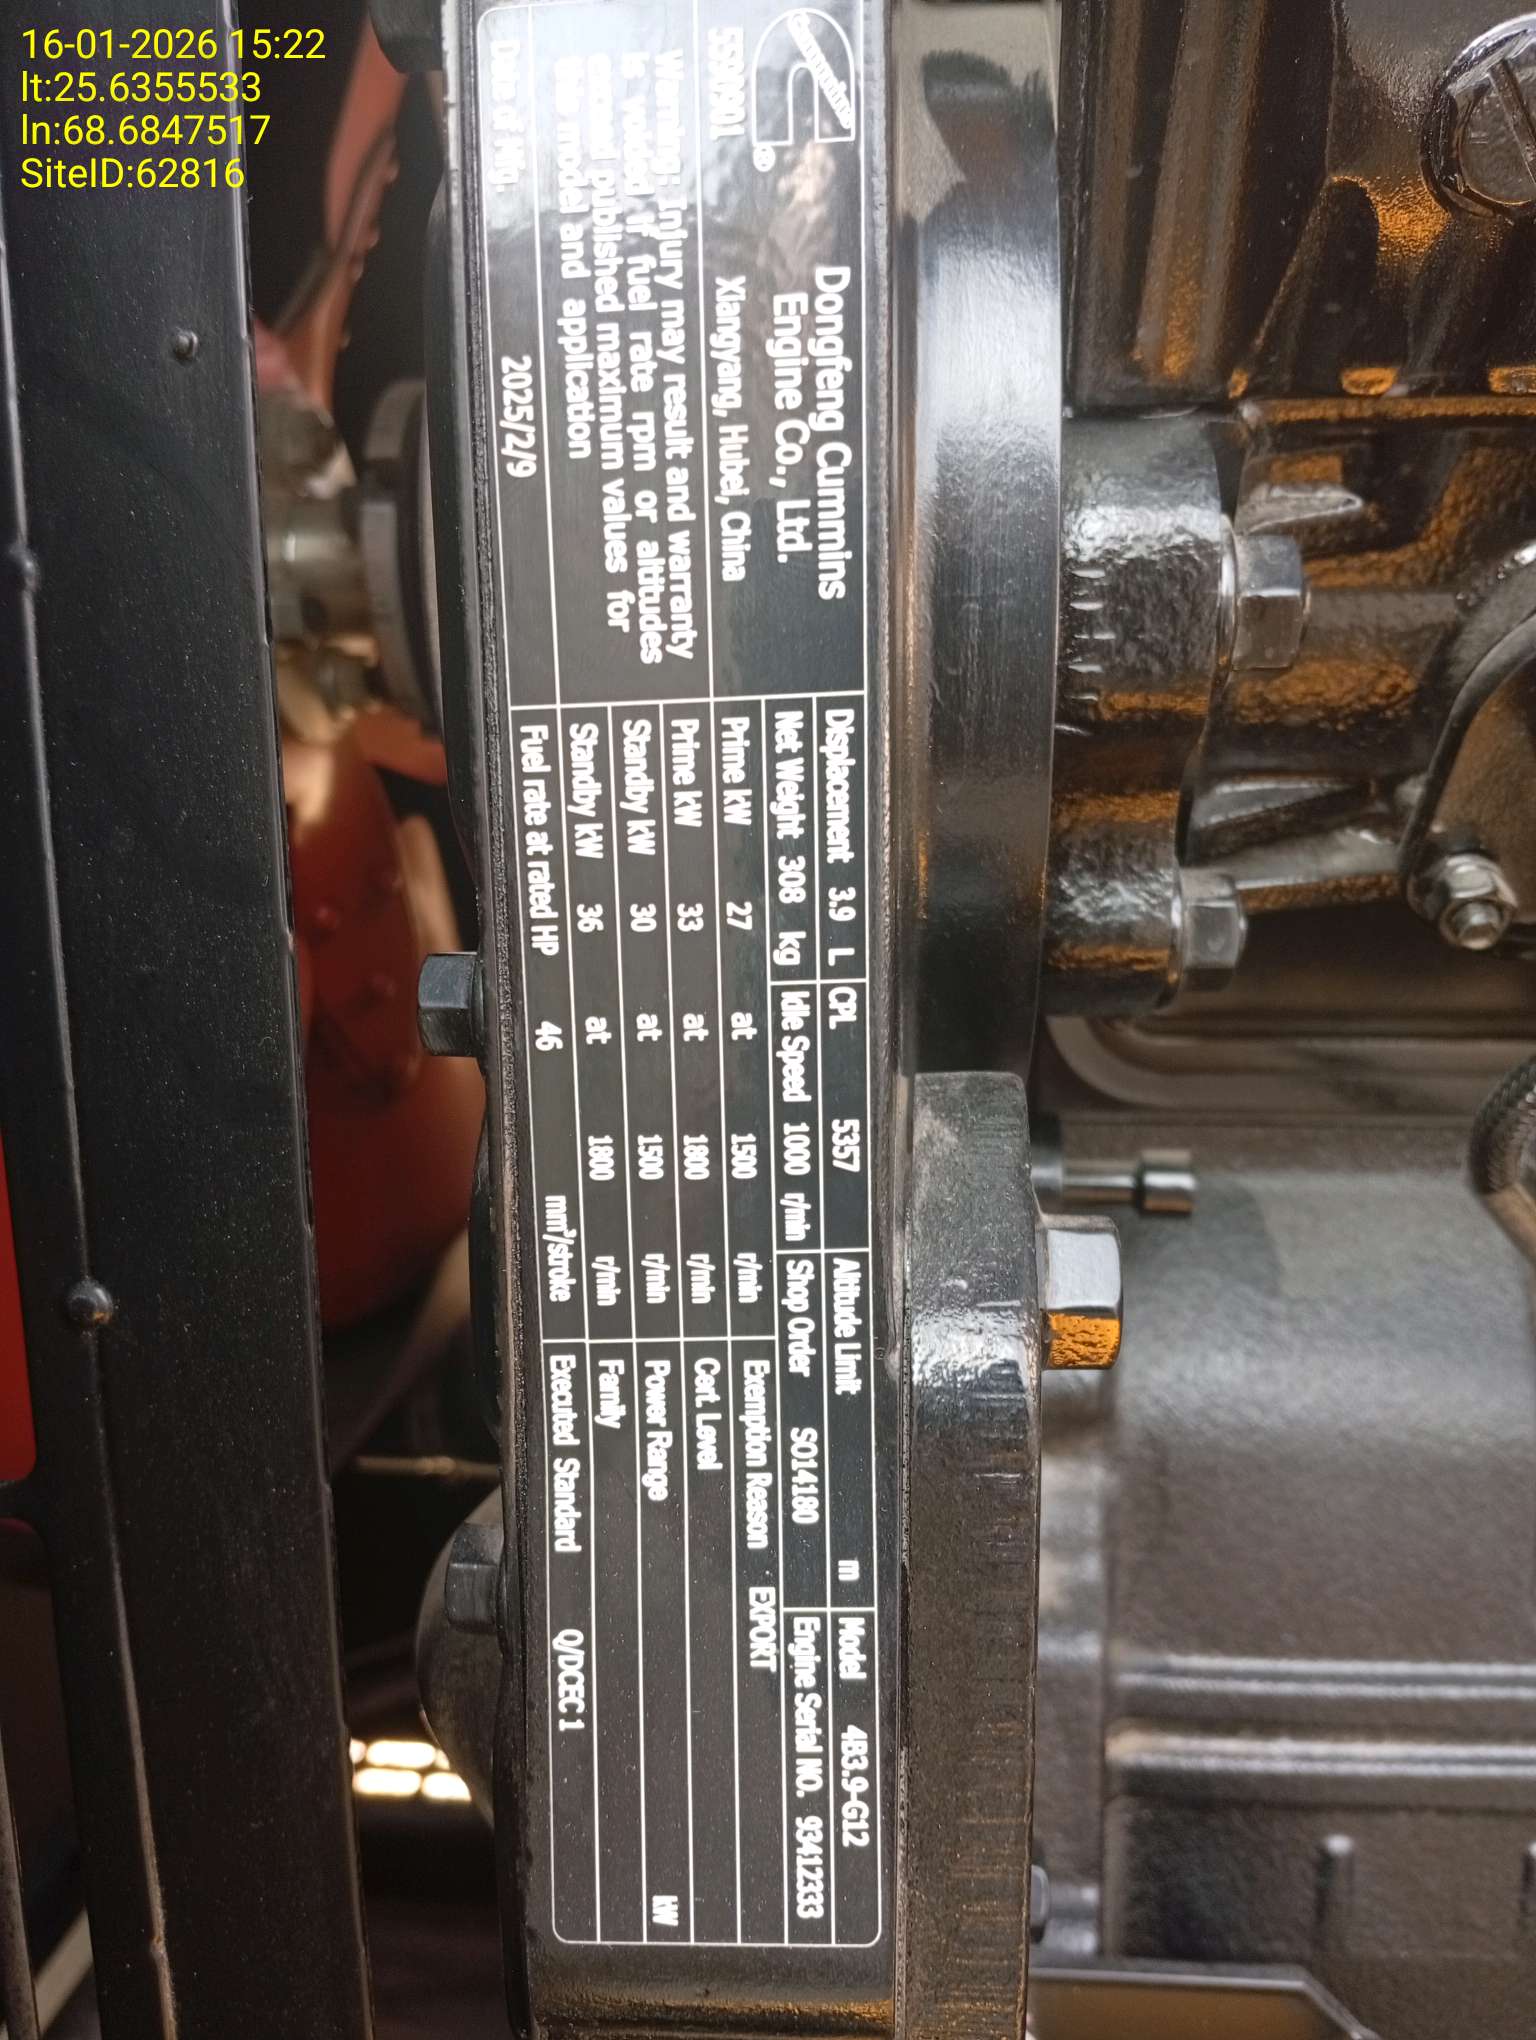 16-01-2026 15:22
lt:25.6355533
ln:68.6847517
SiteID:62816
Cummins ®
Dongfeng Cummins
Engine Co., Ltd.
Xiangyang, Hubei, China
Warning: Injury may result and warranty
is voided if fuel rate rpm or altitudes
exceed published maximum values for
this model and application
Date of Mfg. 2025/2/9
Displacement 3.9 L CPL 5357 Altitude Limit m Model 4B3.9-G12
Net Weight 308 kg Idle Speed 1000 r/min Shop Order SO14180 Engine Serial NO. 93412333
Prime kW 27 at 1500 r/min Exemption Reason EXPORT
Prime kW 33 at 1800 r/min Cert. Level
Standby kW 30 at 1500 r/min Power Range kW
Standby kW 36 at 1800 r/min Family
Fuel rate at rated HP 46 mm³/stroke Executed Standard Q/DCEC1